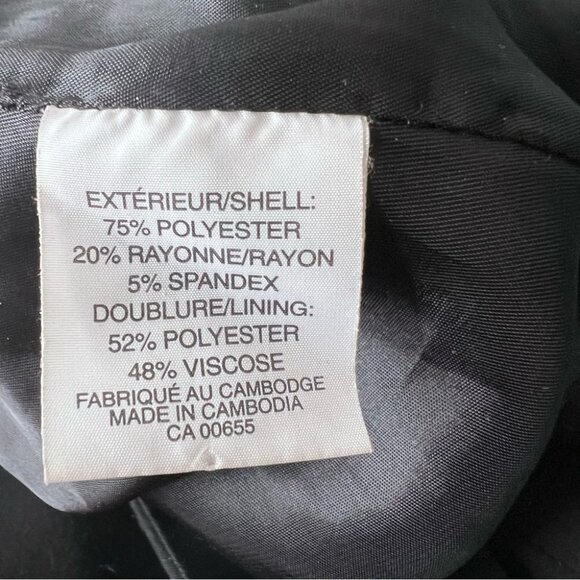 EXTÉRIEUR/SHELL:
75% POLYESTER
20% RAYONNE/RAYON
5% SPANDEX
DOUBLURE/LINING:
52% POLYESTER
48% VISCOSE
FABRIQUÉ AU CAMBODGE
MADE IN CAMBODIA
CA 00655